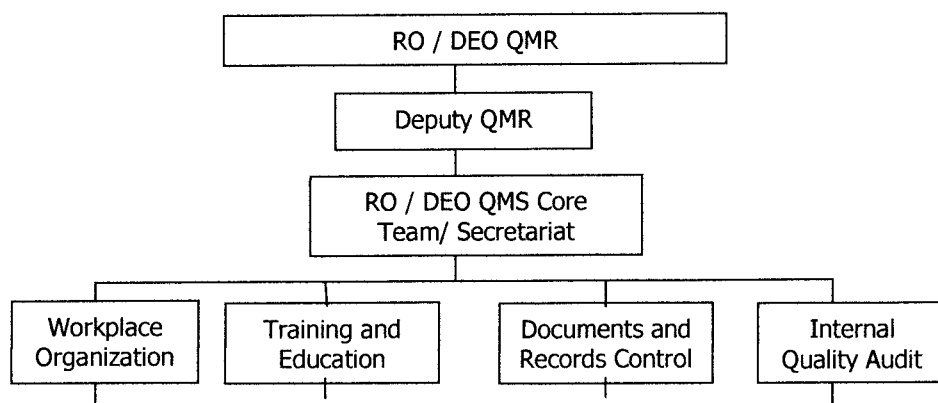 RO / DEO QMR
Deputy QMR
RO / DEO QMS Core
Team/ Secretariat
Workplace
Organization
Training and
Education
Documents and
Records Control
Internal
Quality Audit